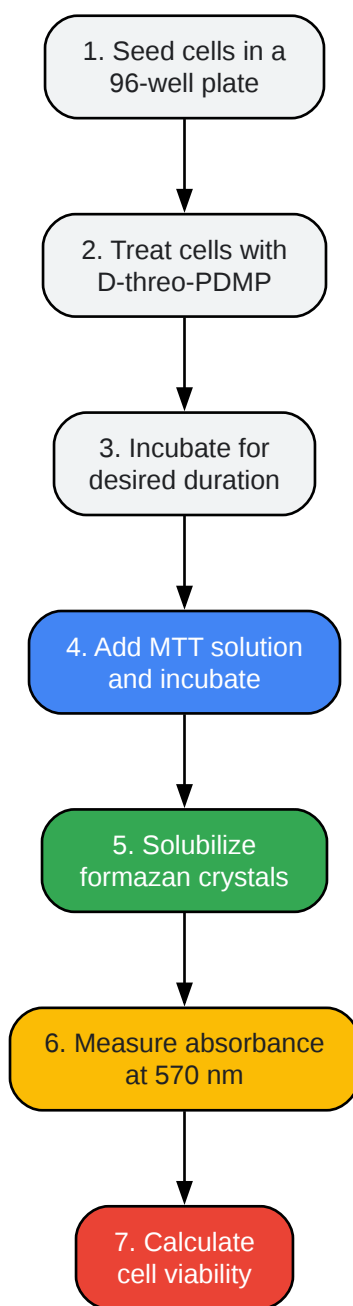 1. Seed cells in a
96-well plate
2. Treat cells with
D-threo-PDMP
3. Incubate for
desired duration
4. Add MTT solution
and incubate
5. Solubilize
formazan crystals
6. Measure absorbance
at 570 nm
7. Calculate
cell viability